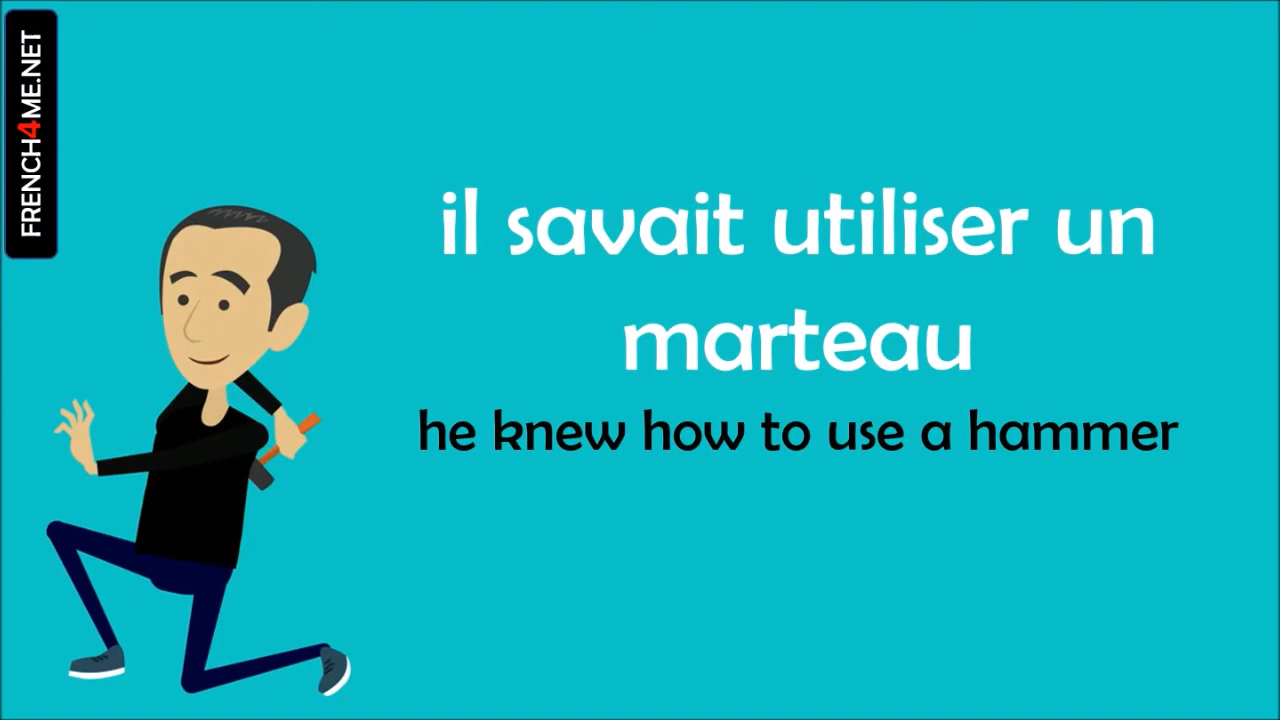 FRENCH4ME.NET
il savait utiliser un
marteau
he knew how to use a hammer